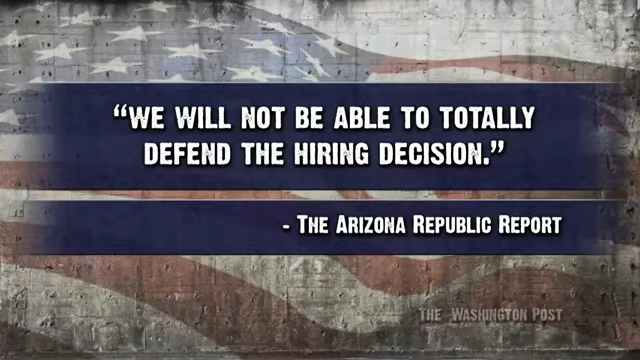 “WE WILL NOT BE ABLE TO TOTALLY
DEFEND THE HIRING DECISION.”
- THE ARIZONA REPUBLIC REPORT
THE WASHINGTON POST